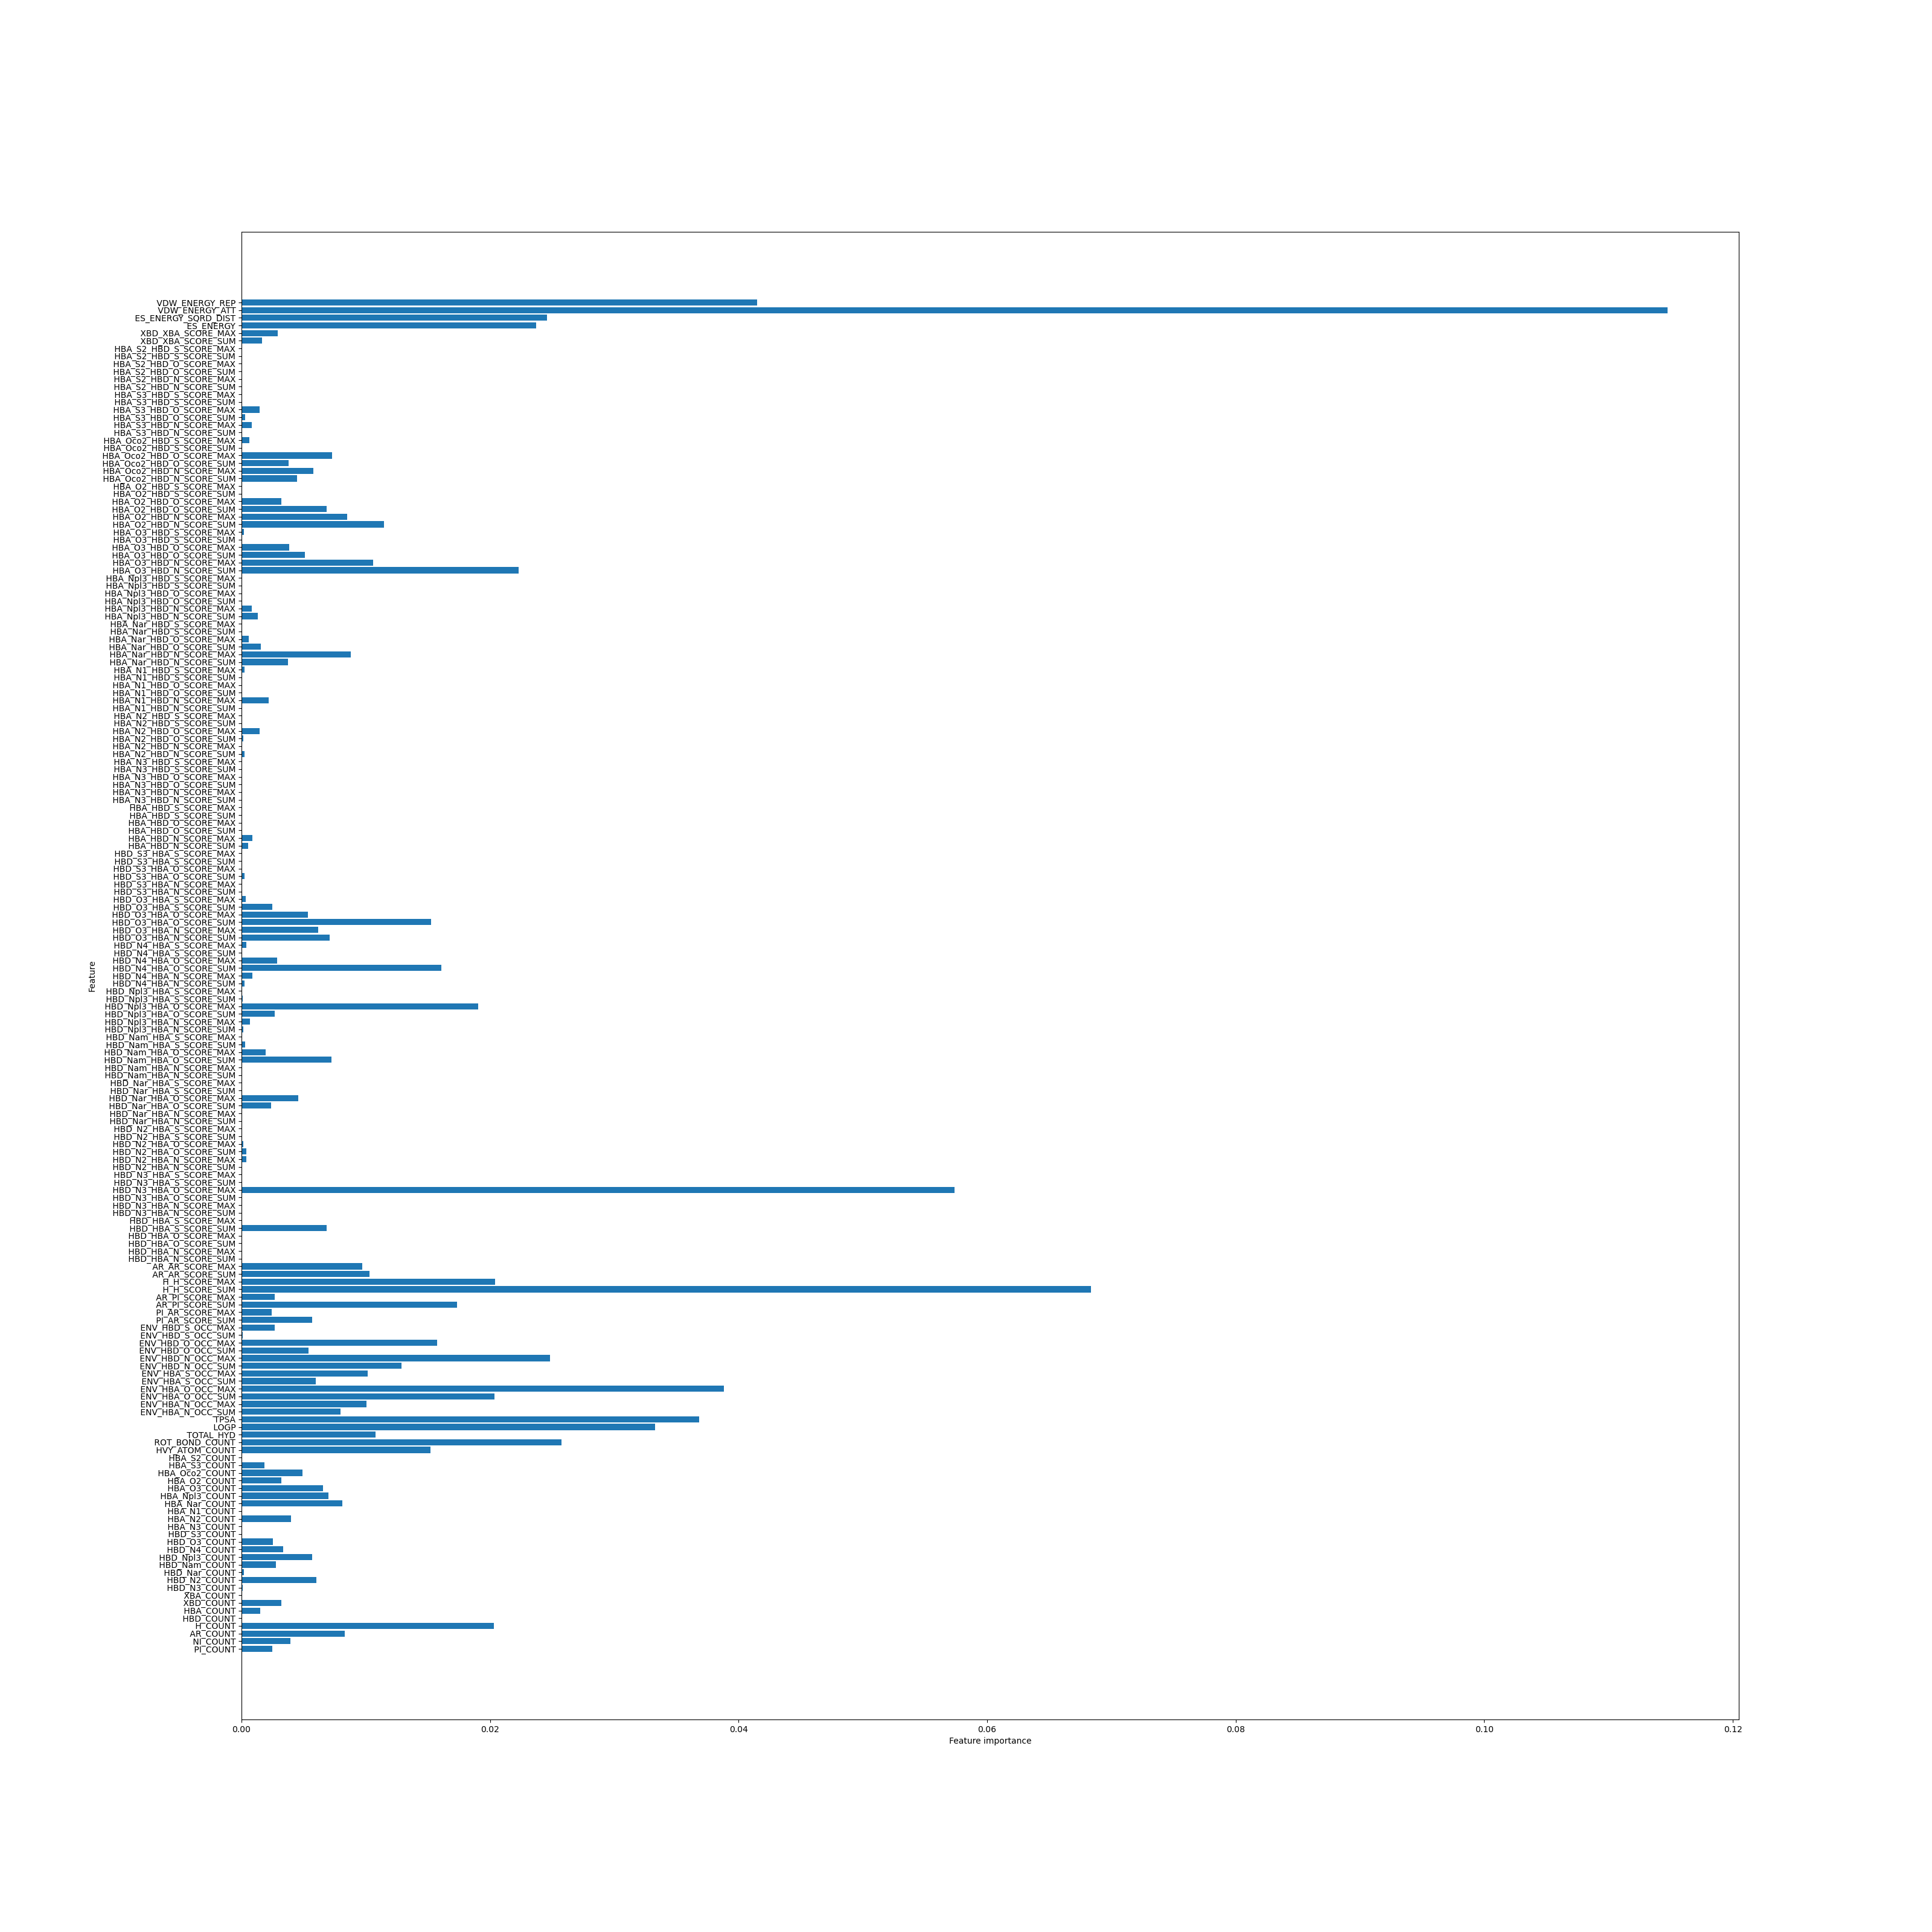 VDW_ENERGY_REP
VDW_ENERGY_ATT
ES_ENERGY_SQRD_DIST
ES_ENERGY
XBD_XBA_SCORE_MAX
XBD_XBA_SCORE_SUM
HBA_S2_HBD_S_SCORE_MAX
HBA_S2_HBD_S_SCORE_SUM
HBA_S2_HBD_O_SCORE_MAX
HBA_S2_HBD_O_SCORE_SUM
HBA_S2_HBD_N_SCORE_MAX
HBA_S2_HBD_N_SCORE_SUM
HBA_S3_HBD_S_SCORE_MAX
HBA_S3_HBD_S_SCORE_SUM
HBA_S3_HBD_O_SCORE_MAX
HBA_S3_HBD_O_SCORE_SUM
HBA_S3_HBD_N_SCORE_MAX
HBA_S3_HBD_N_SCORE_SUM
HBA_Oco2_HBD_S_SCORE_MAX
HBA_Oco2_HBD_S_SCORE_SUM
HBA_Oco2_HBD_O_SCORE_MAX
HBA_Oco2_HBD_O_SCORE_SUM
HBA_Oco2_HBD_N_SCORE_MAX
HBA_Oco2_HBD_N_SCORE_SUM
HBA_O2_HBD_S_SCORE_MAX
HBA_O2_HBD_S_SCORE_SUM
HBA_O2_HBD_O_SCORE_MAX
HBA_O2_HBD_O_SCORE_SUM
HBA_O2_HBD_N_SCORE_MAX
HBA_O2_HBD_N_SCORE_SUM
HBA_O3_HBD_S_SCORE_MAX
HBA_O3_HBD_S_SCORE_SUM
HBA_O3_HBD_O_SCORE_MAX
HBA_O3_HBD_O_SCORE_SUM
HBA_O3_HBD_N_SCORE_MAX
HBA_O3_HBD_N_SCORE_SUM
HBA_Npl3_HBD_S_SCORE_MAX
HBA_Npl3_HBD_S_SCORE_SUM
HBA_Npl3_HBD_O_SCORE_MAX
HBA_Npl3_HBD_O_SCORE_SUM
HBA_Npl3_HBD_N_SCORE_MAX
HBA_Npl3_HBD_N_SCORE_SUM
HBA_Nar_HBD_S_SCORE_MAX
HBA_Nar_HBD_S_SCORE_SUM
HBA_Nar_HBD_O_SCORE_MAX
HBA_Nar_HBD_O_SCORE_SUM
HBA_Nar_HBD_N_SCORE_MAX
HBA_Nar_HBD_N_SCORE_SUM
HBA_N1_HBD_S_SCORE_MAX
HBA_N1_HBD_S_SCORE_SUM
HBA_N1_HBD_O_SCORE_MAX
HBA_N1_HBD_O_SCORE_SUM
HBA_N1_HBD_N_SCORE_MAX
HBA_N1_HBD_N_SCORE_SUM
HBA_N2_HBD_S_SCORE_MAX
HBA_N2_HBD_S_SCORE_SUM
HBA_N2_HBD_O_SCORE_MAX
HBA_N2_HBD_O_SCORE_SUM
HBA_N2_HBD_N_SCORE_MAX
HBA_N2_HBD_N_SCORE_SUM
HBA_N3_HBD_S_SCORE_MAX
HBA_N3_HBD_S_SCORE_SUM
HBA_N3_HBD_O_SCORE_MAX
HBA_N3_HBD_O_SCORE_SUM
HBA_N3_HBD_N_SCORE_MAX
HBA_N3_HBD_N_SCORE_SUM
HBA_HBD_S_SCORE_MAX
HBA_HBD_S_SCORE_SUM
HBA_HBD_O_SCORE_MAX
HBA_HBD_O_SCORE_SUM
HBA_HBD_N_SCORE_MAX
HBA_HBD_N_SCORE_SUM
HBD_S3_HBA_S_SCORE_MAX
HBD_S3_HBA_S_SCORE_SUM
HBD_S3_HBA_O_SCORE_MAX
HBD_S3_HBA_O_SCORE_SUM
HBD_S3_HBA_N_SCORE_MAX
HBD_S3_HBA_N_SCORE_SUM
HBD_O3_HBA_S_SCORE_MAX
HBD_O3_HBA_S_SCORE_SUM
HBD_O3_HBA_O_SCORE_MAX
HBD_O3_HBA_O_SCORE_SUM
HBD_O3_HBA_N_SCORE_MAX
HBD_O3_HBA_N_SCORE_SUM
HBD_N4_HBA_S_SCORE_MAX
HBD_N4_HBA_S_SCORE_SUM
HBD_N4_HBA_O_SCORE_MAX
HBD_N4_HBA_O_SCORE_SUM
HBD_N4_HBA_N_SCORE_MAX
HBD_N4_HBA_N_SCORE_SUM
HBD_Npl3_HBA_S_SCORE_MAX
HBD_Npl3_HBA_S_SCORE_SUM
HBD_Npl3_HBA_O_SCORE_MAX
HBD_Npl3_HBA_O_SCORE_SUM
HBD_Npl3_HBA_N_SCORE_MAX
HBD_Npl3_HBA_N_SCORE_SUM
HBD_Nam_HBA_S_SCORE_MAX
HBD_Nam_HBA_S_SCORE_SUM
HBD_Nam_HBA_O_SCORE_MAX
HBD_Nam_HBA_O_SCORE_SUM
HBD_Nam_HBA_N_SCORE_MAX
HBD_Nam_HBA_N_SCORE_SUM
HBD_Nar_HBA_S_SCORE_MAX
HBD_Nar_HBA_S_SCORE_SUM
HBD_Nar_HBA_O_SCORE_MAX
HBD_Nar_HBA_O_SCORE_SUM
HBD_Nar_HBA_N_SCORE_MAX
HBD_Nar_HBA_N_SCORE_SUM
HBD_N2_HBA_S_SCORE_MAX
HBD_N2_HBA_S_SCORE_SUM
HBD_N2_HBA_O_SCORE_MAX
HBD_N2_HBA_O_SCORE_SUM
HBD_N2_HBA_N_SCORE_MAX
HBD_N2_HBA_N_SCORE_SUM
HBD_N3_HBA_S_SCORE_MAX
HBD_N3_HBA_S_SCORE_SUM
HBD_N3_HBA_O_SCORE_MAX
HBD_N3_HBA_O_SCORE_SUM
HBD_N3_HBA_N_SCORE_MAX
HBD_N3_HBA_N_SCORE_SUM
HBD_HBA_S_SCORE_MAX
HBD_HBA_S_SCORE_SUM
HBD_HBA_O_SCORE_MAX
HBD_HBA_O_SCORE_SUM
HBD_HBA_N_SCORE_MAX
HBD_HBA_N_SCORE_SUM
AR_AR_SCORE_MAX
AR_AR_SCORE_SUM
H_H_SCORE_MAX
H_H_SCORE_SUM
AR_PI_SCORE_MAX
AR_PI_SCORE_SUM
PI_AR_SCORE_MAX
PI_AR_SCORE_SUM
ENV_HBD_S_OCC_MAX
ENV_HBD_S_OCC_SUM
ENV_HBD_O_OCC_MAX
ENV_HBD_O_OCC_SUM
ENV_HBD_N_OCC_MAX
ENV_HBD_N_OCC_SUM
ENV_HBA_S_OCC_MAX
ENV_HBA_S_OCC_SUM
ENV_HBA_O_OCC_MAX
ENV_HBA_O_OCC_SUM
ENV_HBA_N_OCC_MAX
ENV_HBA_N_OCC_SUM
TPSA
LOGP
TOTAL_HYD
ROT_BOND_COUNT
HVY_ATOM_COUNT
HBA_S2_COUNT
HBA_S3_COUNT
HBA_Oco2_COUNT
HBA_O2_COUNT
HBA_O3_COUNT
HBA_Npl3_COUNT
HBA_Nar_COUNT
HBA_N1_COUNT
HBA_N2_COUNT
HBA_N3_COUNT
HBD_S3_COUNT
HBD_O3_COUNT
HBD_N4_COUNT
HBD_Npl3_COUNT
HBD_Nam_COUNT
HBD_Nar_COUNT
HBD_N2_COUNT
HBD_N3_COUNT
XBA_COUNT
XBD_COUNT
HBA_COUNT
HBD_COUNT
H_COUNT
AR_COUNT
NI_COUNT
PI_COUNT
Feature
0.00 0.02 0.04 0.06 0.08 0.10 0.12
Feature importance